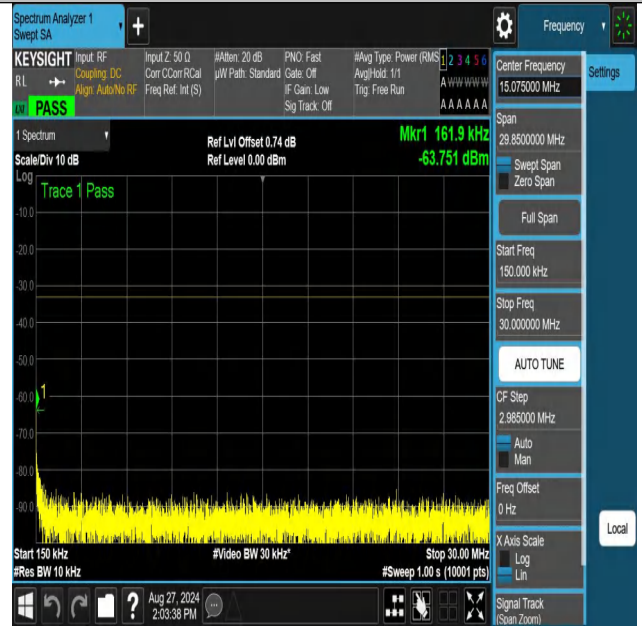 Spectrum Analyzer 1
Swept SA
+
Frequency
KEYSIGHT
RL
PASS
Input: RF
Coupling: DC
Align: Auto/No RF
Input Z: 50 Ω
Corr CCorr RCal
Freq Ref: Int (S)
#Atten: 20 dB
µW Path: Standard
PNO: Fast
Gate: Off
IF Gain: Low
Sig Track: Off
#Avg Type: Power (RMS
Avg|Hold: 1/1
Trig: Free Run
1 2 3 4 5 6
A W W W W W
A A A A A A
1 Spectrum
Scale/Div 10 dB
Ref Lvl Offset 0.74 dB
Ref Level 0.00 dBm
Mkr1 161.9 kHz
-63.751 dBm
Log
Trace 1 Pass
-10.0
-20.0
-30.0
-40.0
-50.0
-60.0
-70.0
-80.0
-90.0
1
Start 150 kHz
#Res BW 10 kHz
#Video BW 30 kHz*
Stop 30.00 MHz
#Sweep 1.00 s (10001 pts)
Center Frequency
15.075000 MHz
Span
29.8500000 MHz
Swept Span
Zero Span
Full Span
Start Freq
150.000 kHz
Stop Freq
30.000000 MHz
AUTO TUNE
CF Step
2.985000 MHz
Auto
Man
Freq Offset
0 Hz
X Axis Scale
Log
Lin
Signal Track
(Span Zoom)
Settings
Local
?
Aug 27, 2024
2:03:38 PM